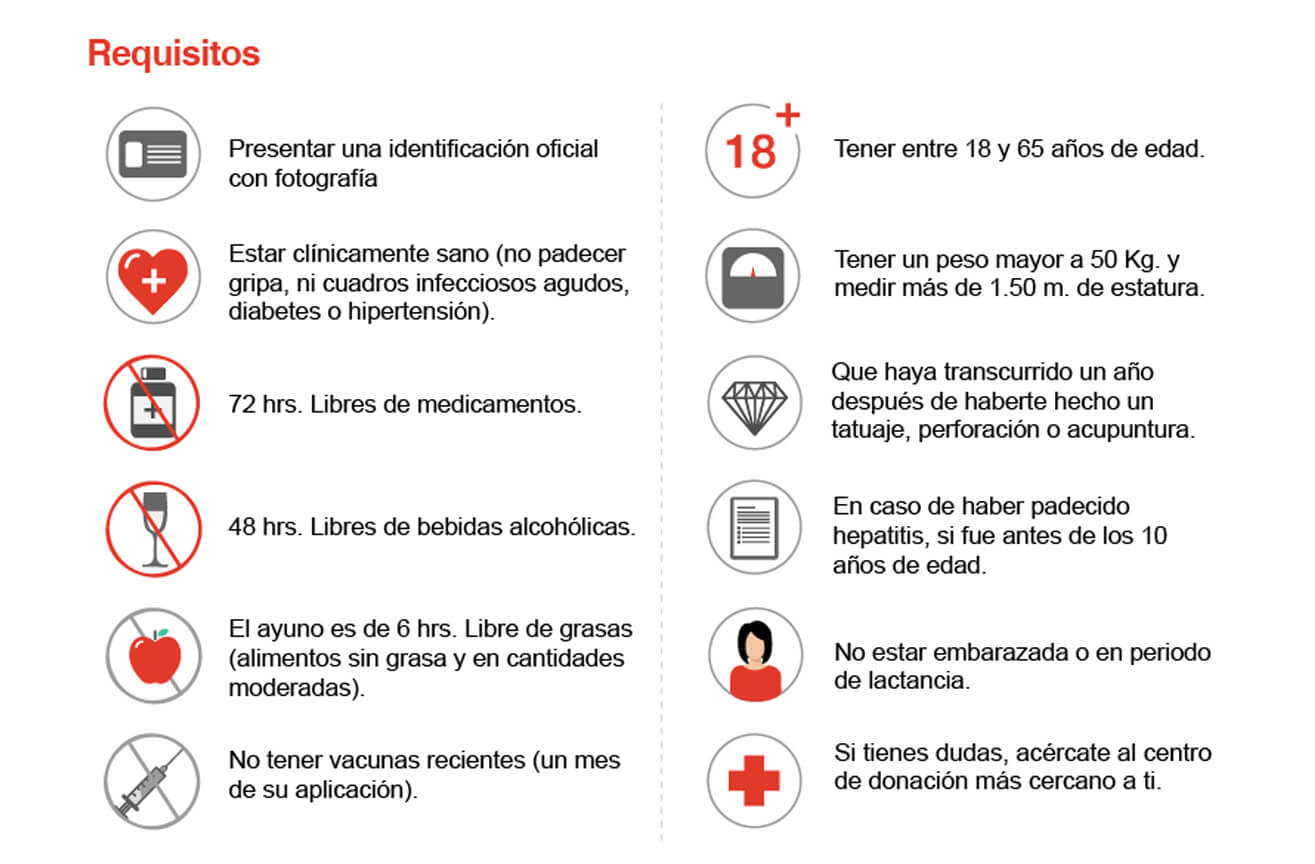 Requisitos
Presentar una identificación oficial
con fotografía
Estar clínicamente sano (no padecer
gripa, ni cuadros infecciosos agudos,
diabetes o hipertensión).
72 hrs. Libres de medicamentos.
48 hrs. Libres de bebidas alcohólicas.
El ayuno es de 6 hrs. Libre de grasas
(alimentos sin grasa y en cantidades
moderadas).
No tener vacunas recientes (un mes
de su aplicación).
18+
Tener entre 18 y 65 años de edad.
Tener un peso mayor a 50 Kg. y
medir más de 1.50 m. de estatura.
Que haya transcurrido un año
después de haberte hecho un
tatuaje, perforación o acupuntura.
En caso de haber padecido
hepatitis, si fue antes de los 10
años de edad.
No estar embarazada o en periodo
de lactancia.
Si tienes dudas, acércate al centro
de donación más cercano a ti.